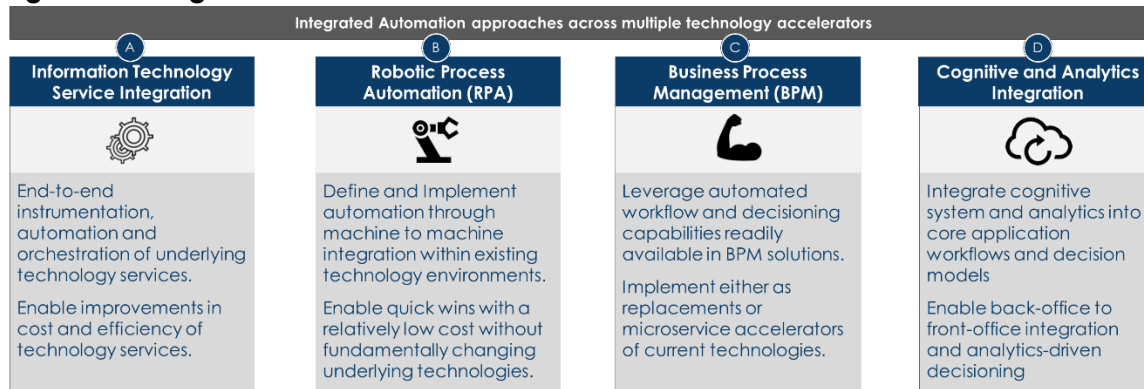 Integrated Automation approaches across multiple technology accelerators
A
Information Technology
Service Integration
End-to-end
instrumentation,
automation and
orchestration of underlying
technology services.
Enable improvements in
cost and efficiency of
technology services.
B
Robotic Process
Automation (RPA)
Define and Implement
automation through
machine to machine
integration within existing
technology environments.
Enable quick wins with a
relatively low cost without
fundamentally changing
underlying technologies.
C
Business Process
Management (BPM)
Leverage automated
workflow and decisioning
capabilities readily
available in BPM solutions.
Implement either as
replacements or
microservice accelerators
of current technologies.
D
Cognitive and Analytics
Integration
Integrate cognitive
system and analytics into
core application
workflows and decision
models
Enable back-office to
front-office integration
and analytics-driven
decisioning